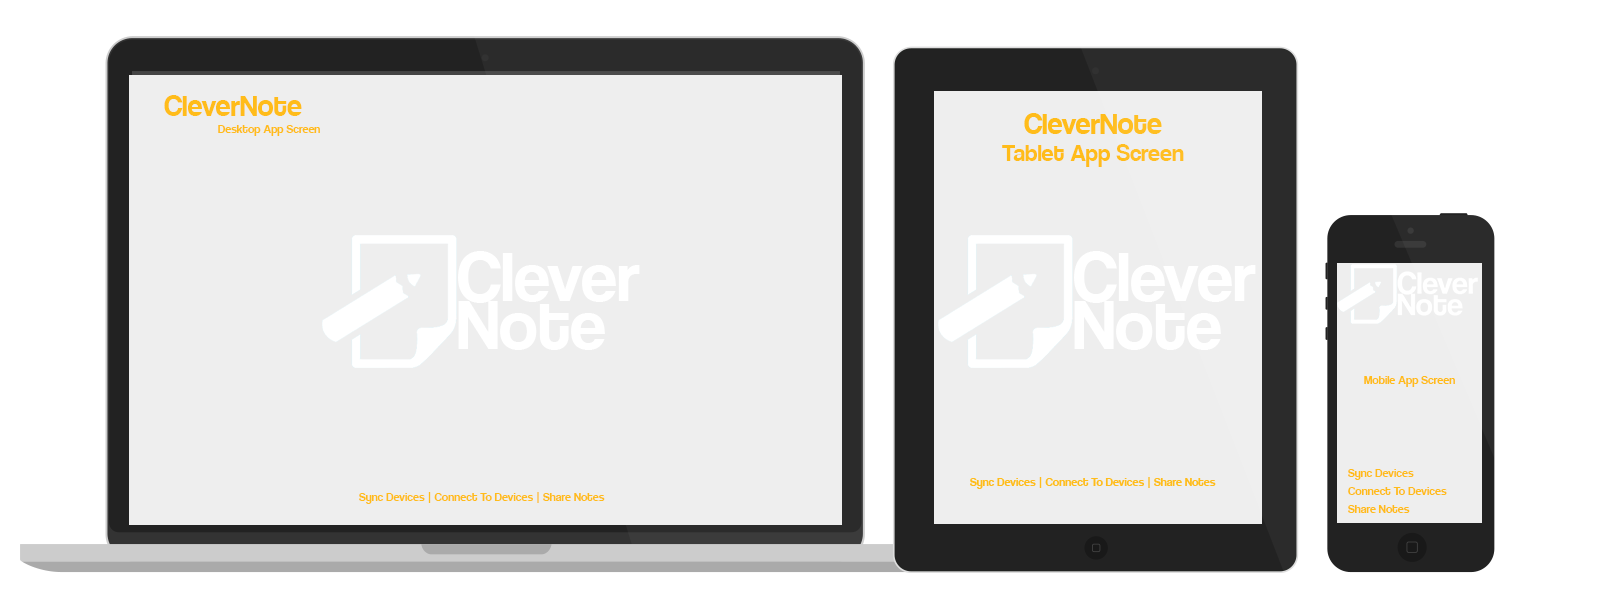 CleverNote
Desktop App Screen
Clever
Note
Sync Devices | Connect To Devices | Share Notes
CleverNote
Tablet App Screen
Clever
Note
Sync Devices | Connect To Devices | Share Notes
Clever
Note
Mobile App Screen
Sync Devices
Connect To Devices
Share Notes